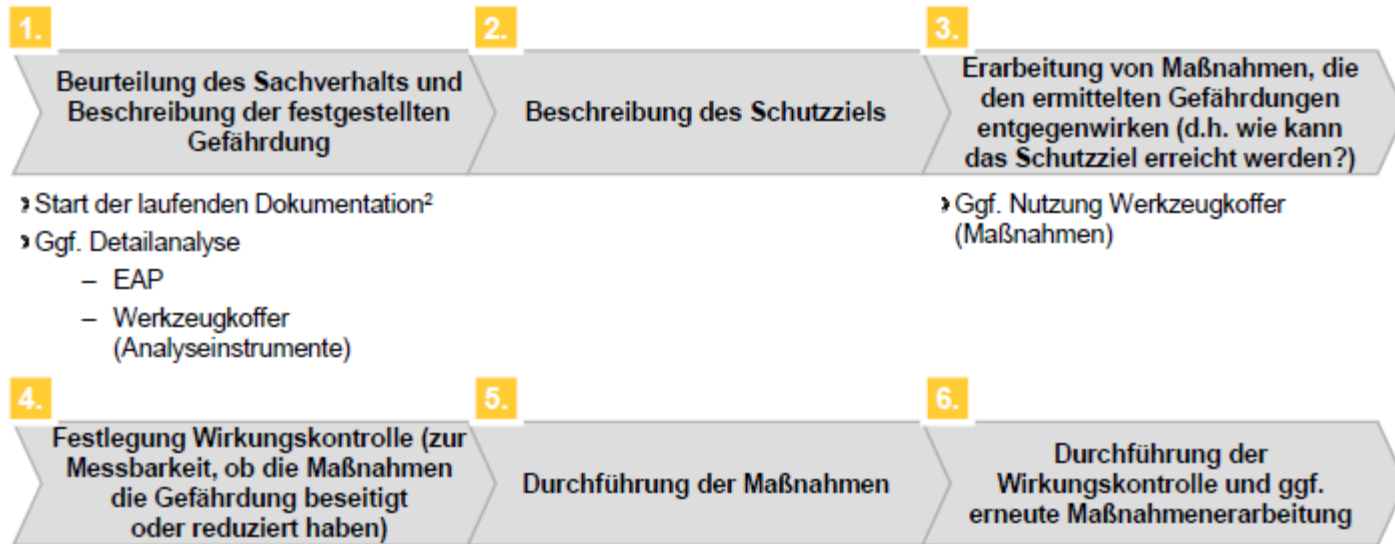 1.
Beurteilung des Sachverhalts und
Beschreibung der festgestellten
Gefährdung
2.
Beschreibung des Schutzziels
3.
Erarbeitung von Maßnahmen, die
den ermittelten Gefährdungen
entgegenwirken (d.h. wie kann
das Schutzziel erreicht werden?)
Start der laufenden Dokumentation²
Ggf. Detailanalyse
– EAP
– Werkzeugkoffer
(Analyseinstrumente)
Ggf. Nutzung Werkzeugkoffer
(Maßnahmen)
4.
Festlegung Wirkungskontrolle (zur
Messbarkeit, ob die Maßnahmen
die Gefährdung beseitigt
oder reduziert haben)
5.
Durchführung der Maßnahmen
6.
Durchführung der
Wirkungskontrolle und ggf.
erneute Maßnahmenerarbeitung